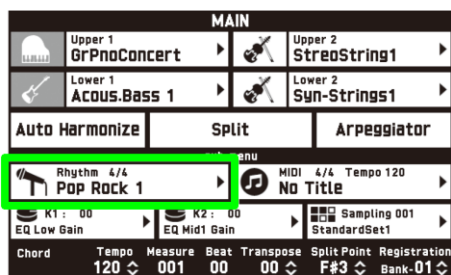 MAIN
Upper 1
GrPnoConcert
Upper 2
StreoString1
Lower 1
Acous.Bass 1
Lower 2
Syn-Strings1
Auto Harmonize
Split
Arpeggiator
menu
Rhythm 4/4
Pop Rock 1
MIDI 4/4 Tempo 120
No Title
K1 : 00
EQ Low Gain
K2 : 00
EQ Mid1 Gain
Sampling 001
StandardSet1
Chord Tempo Measure Beat Transpose Split Point Registration
120 001 00 00 F#3 Bank-01